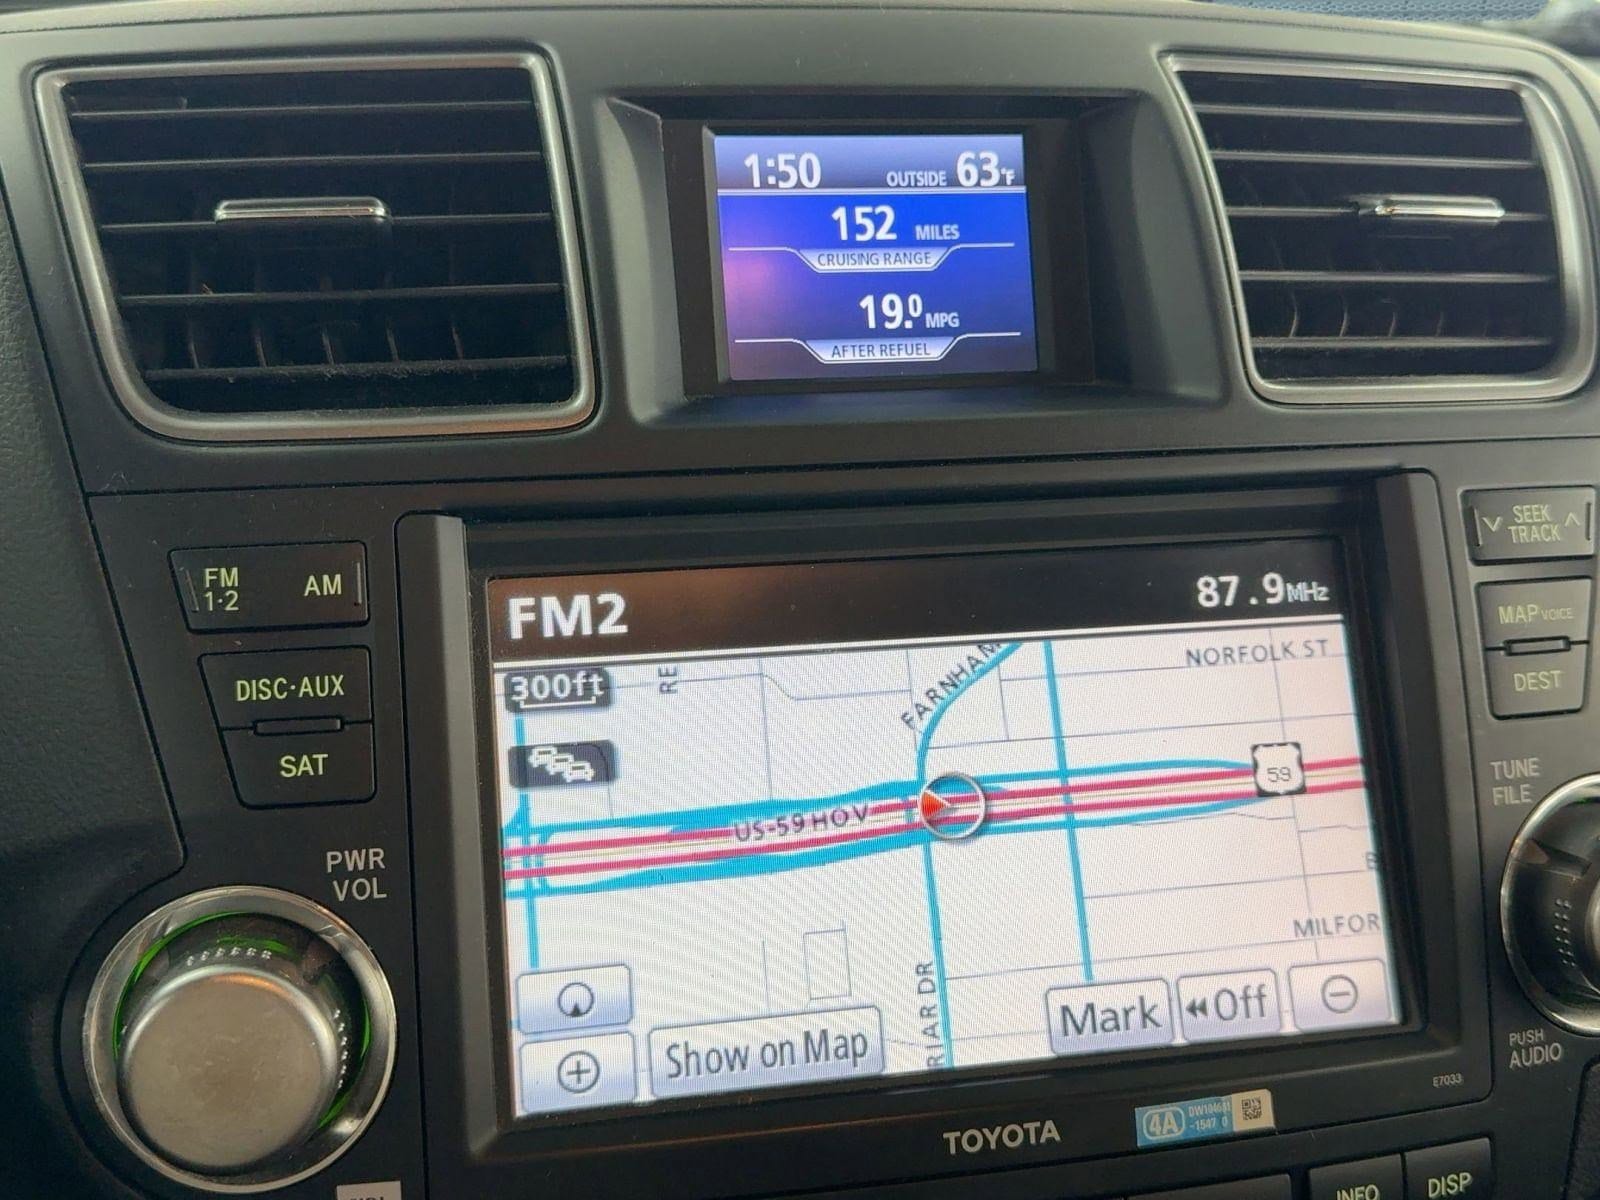 1:50 OUTSIDE 63°F
152 MILES
CRUISING RANGE
19.0 MPG
AFTER REFUEL
SEEK
TRACK
FM
1·2
AM
DISC·AUX
SAT
MAP VOICE
DEST
TUNE
FILE
PWR
VOL
PUSH
AUDIO
FM2 87.9MHz
300ft
RE
FARNHAM
NORFOLK ST
59
US-59 HOV
MILFOR
RIAR DR
Show on Map
Mark
Off
E7033
TOYOTA
4A
INFO
DISP